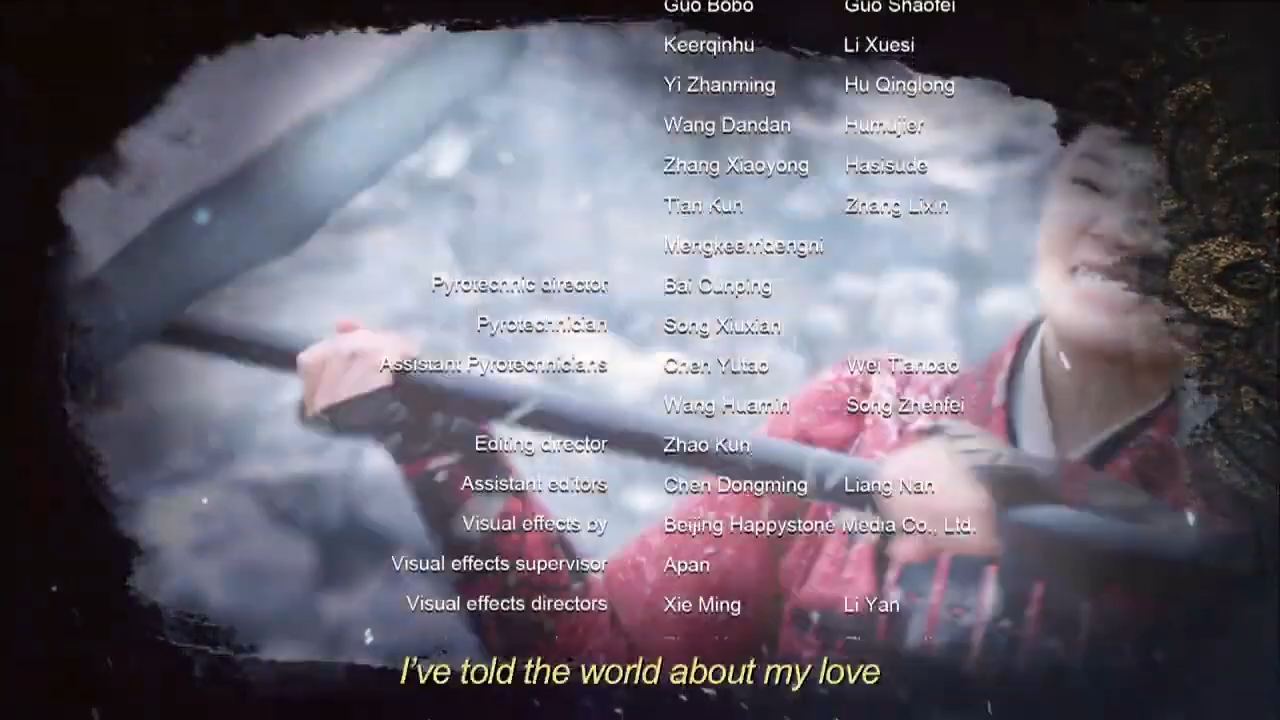 Guo Bobo Guo Shaofei
Keerqinhu Li Xuesi
Yi Zhanming Hu Qinglong
Wang Dandan Humujier
Zhang Xiaoyong Hasisude
Tian Kun Zhang Lixin
Mengkeerdengni
Pyrotechnic director Bai Cunping
Pyrotechnician Song Xiuxian
Assistant Pyrotechnicians Chen Yutao Wei Tianbao
Wang Huamin Song Zhenfei
Editing director Zhao Kun
Assistant editors Chen Dongming Liang Nan
Visual effects by Beijing Happystone Media Co., Ltd.
Visual effects supervisor Apan
Visual effects directors Xie Ming Li Yan
I've told the world about my love